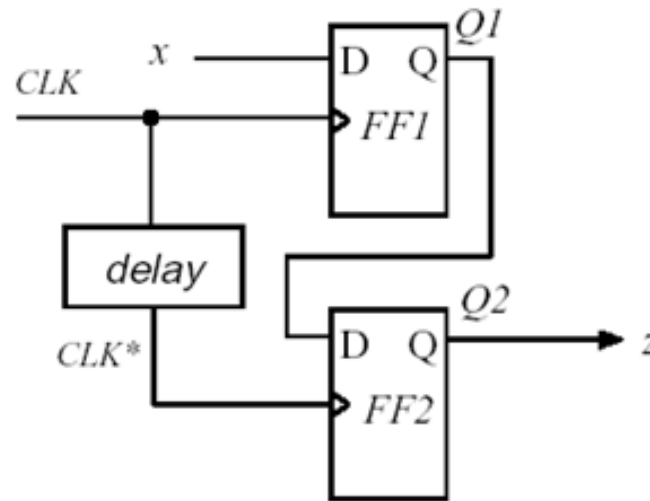 Q1
x
D Q
CLK
FF1
delay
Q2
D Q
z
CLK*
FF2